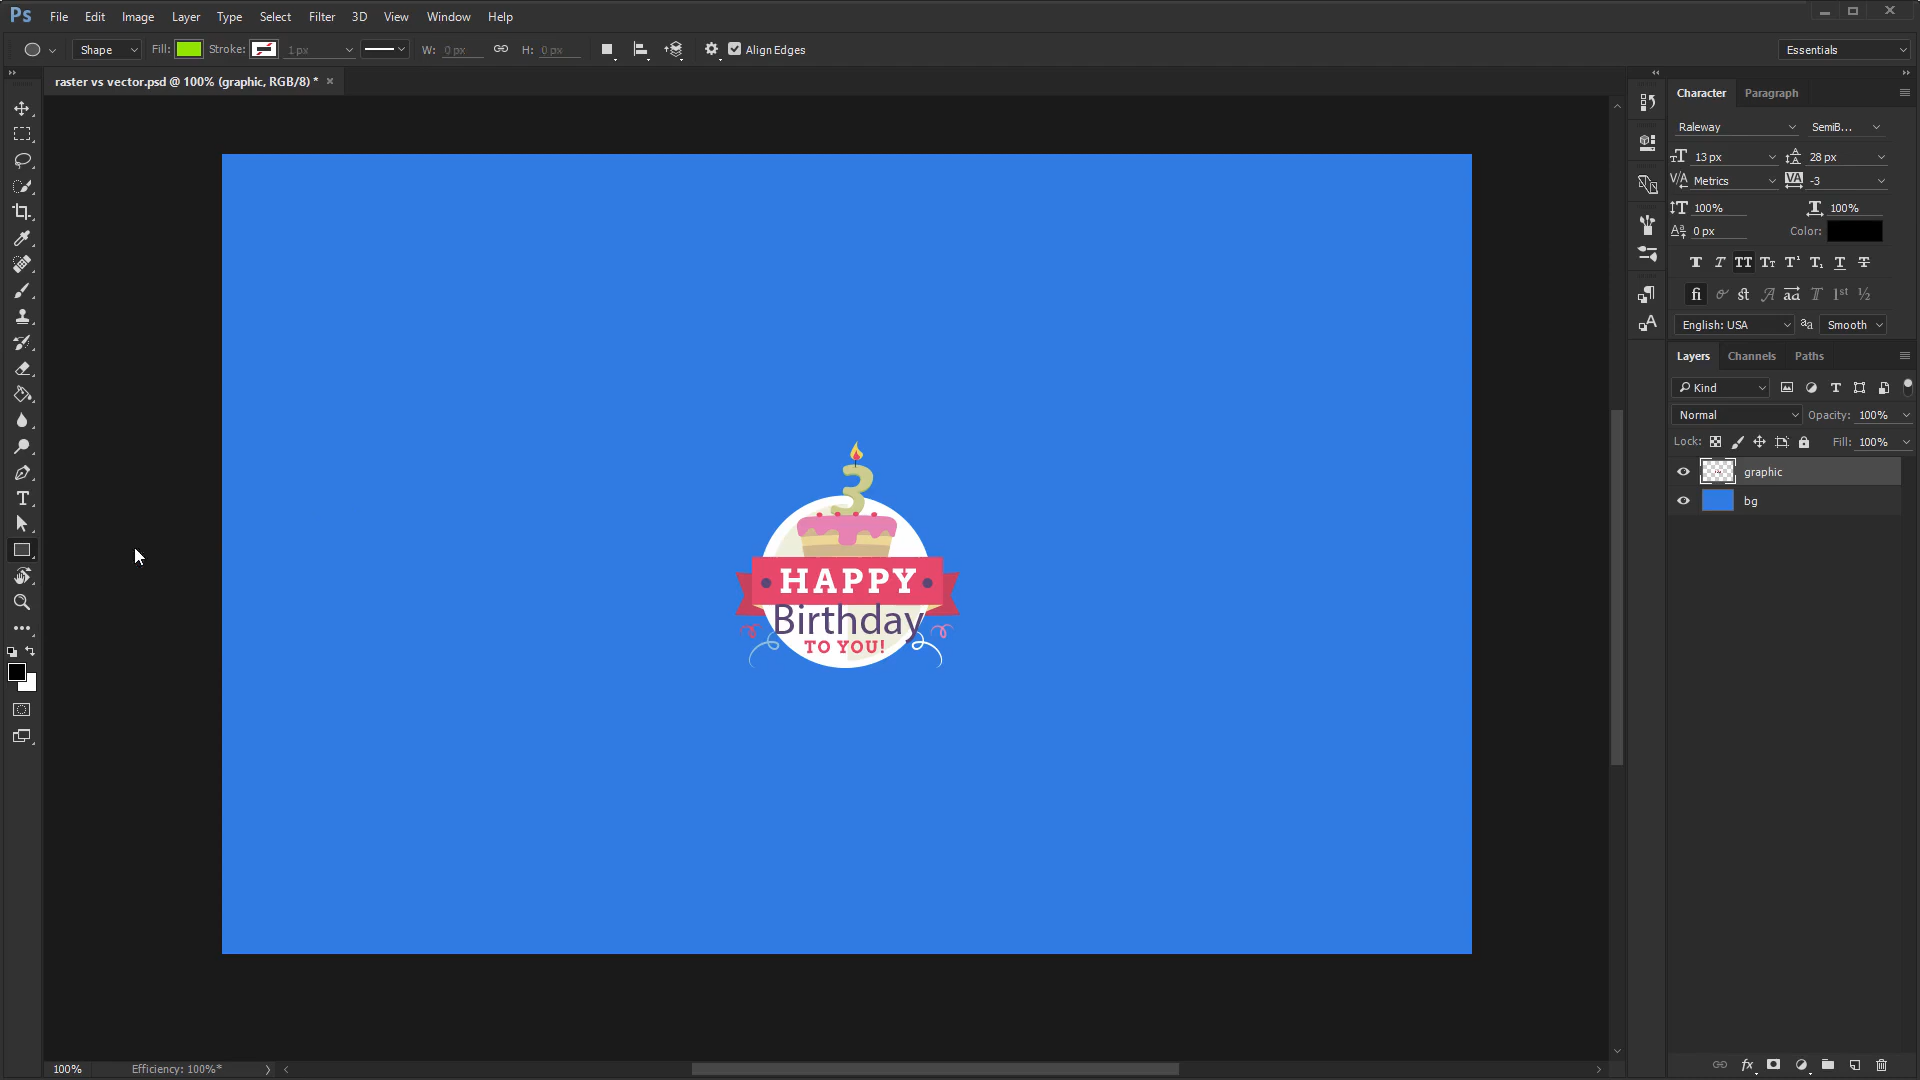 Ps File Edit Image Layer Type Select Filter 3D View Window Help
Shape Fill: Stroke: 1 px W: 0 px H: 0 px Align Edges Essentials
raster vs vector.psd @ 100% (graphic, RGB/8) * ×
Character Paragraph
Raleway SemiB...
13 px 28 px
Metrics -3
100% 100%
0 px Color:
English: USA Smooth
Layers Channels Paths
Kind
Normal Opacity: 100%
Lock: Fill: 100%
graphic
bg
3
HAPPY
Birthday
TO YOU!
100% Efficiency: 100%*